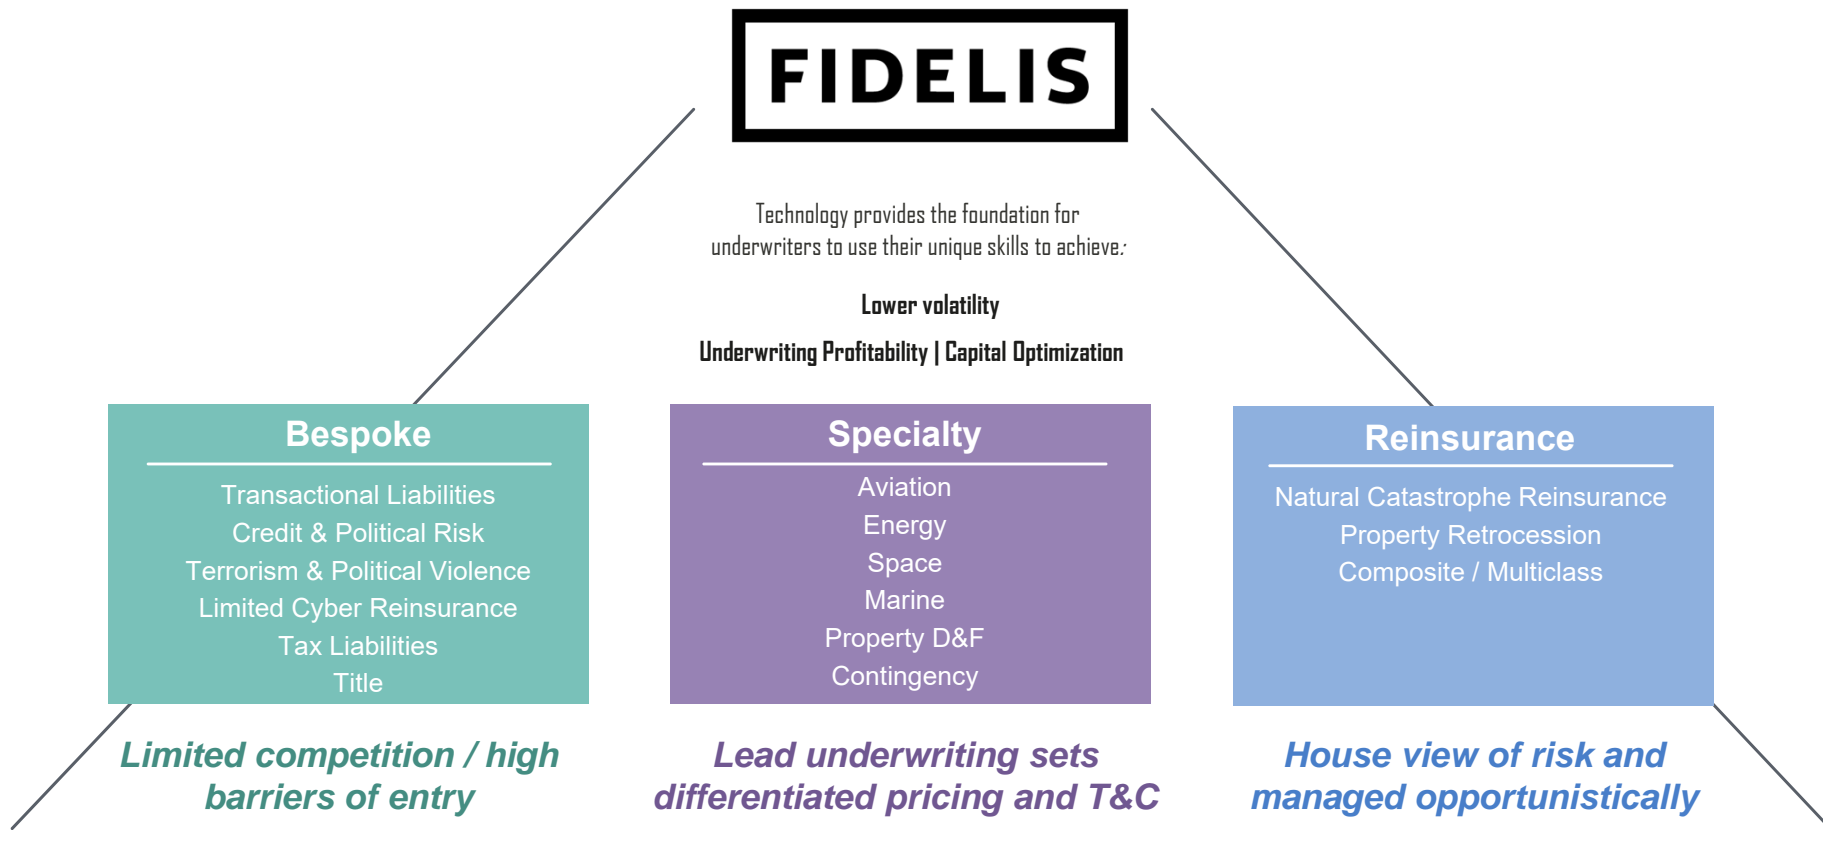 FIDELIS
Technology provides the foundation for
underwriters to use their unique skills to achieve:
Lower volatility
Underwriting Profitability | Capital Optimization
Bespoke
Transactional Liabilities
Credit & Political Risk
Terrorism & Political Violence
Limited Cyber Reinsurance
Tax Liabilities
Title
Limited competition / high
barriers of entry
Specialty
Aviation
Energy
Space
Marine
Property D&F
Contingency
Lead underwriting sets
differentiated pricing and T&C
Reinsurance
Natural Catastrophe Reinsurance
Property Retrocession
Composite / Multiclass
House view of risk and
managed opportunistically